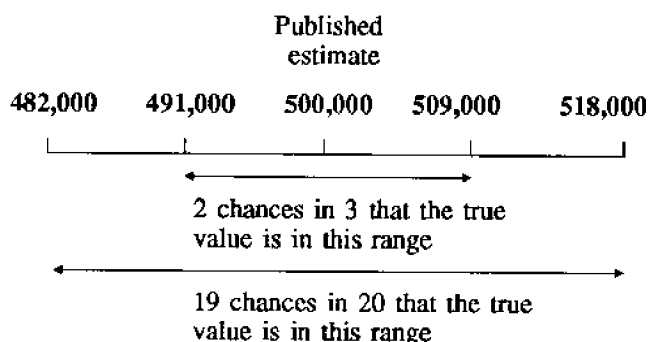 Published
estimate
482,000 491,000 500,000 509,000 518,000
2 chances in 3 that the true
value is in this range
19 chances in 20 that the true
value is in this range